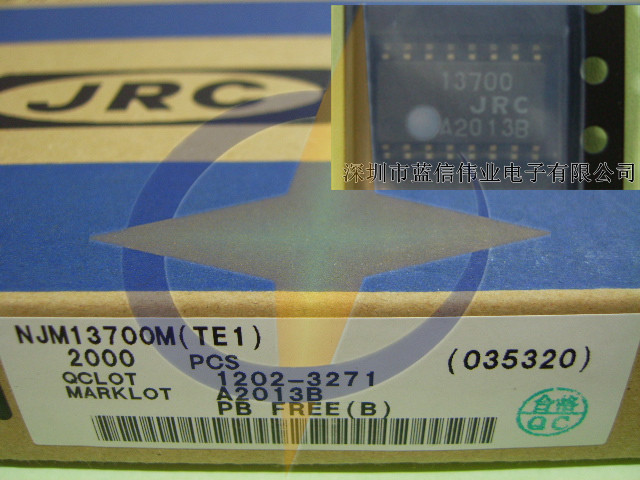 JRC
13700
JRC
A2013B
深圳市蓝信伟业电子有限公司
NJM13700M(TE1)
2000 PCS
(035320)
QCLOT 1202-3271
MARKLOT A2013B
PB FREE(B)
合格
QC